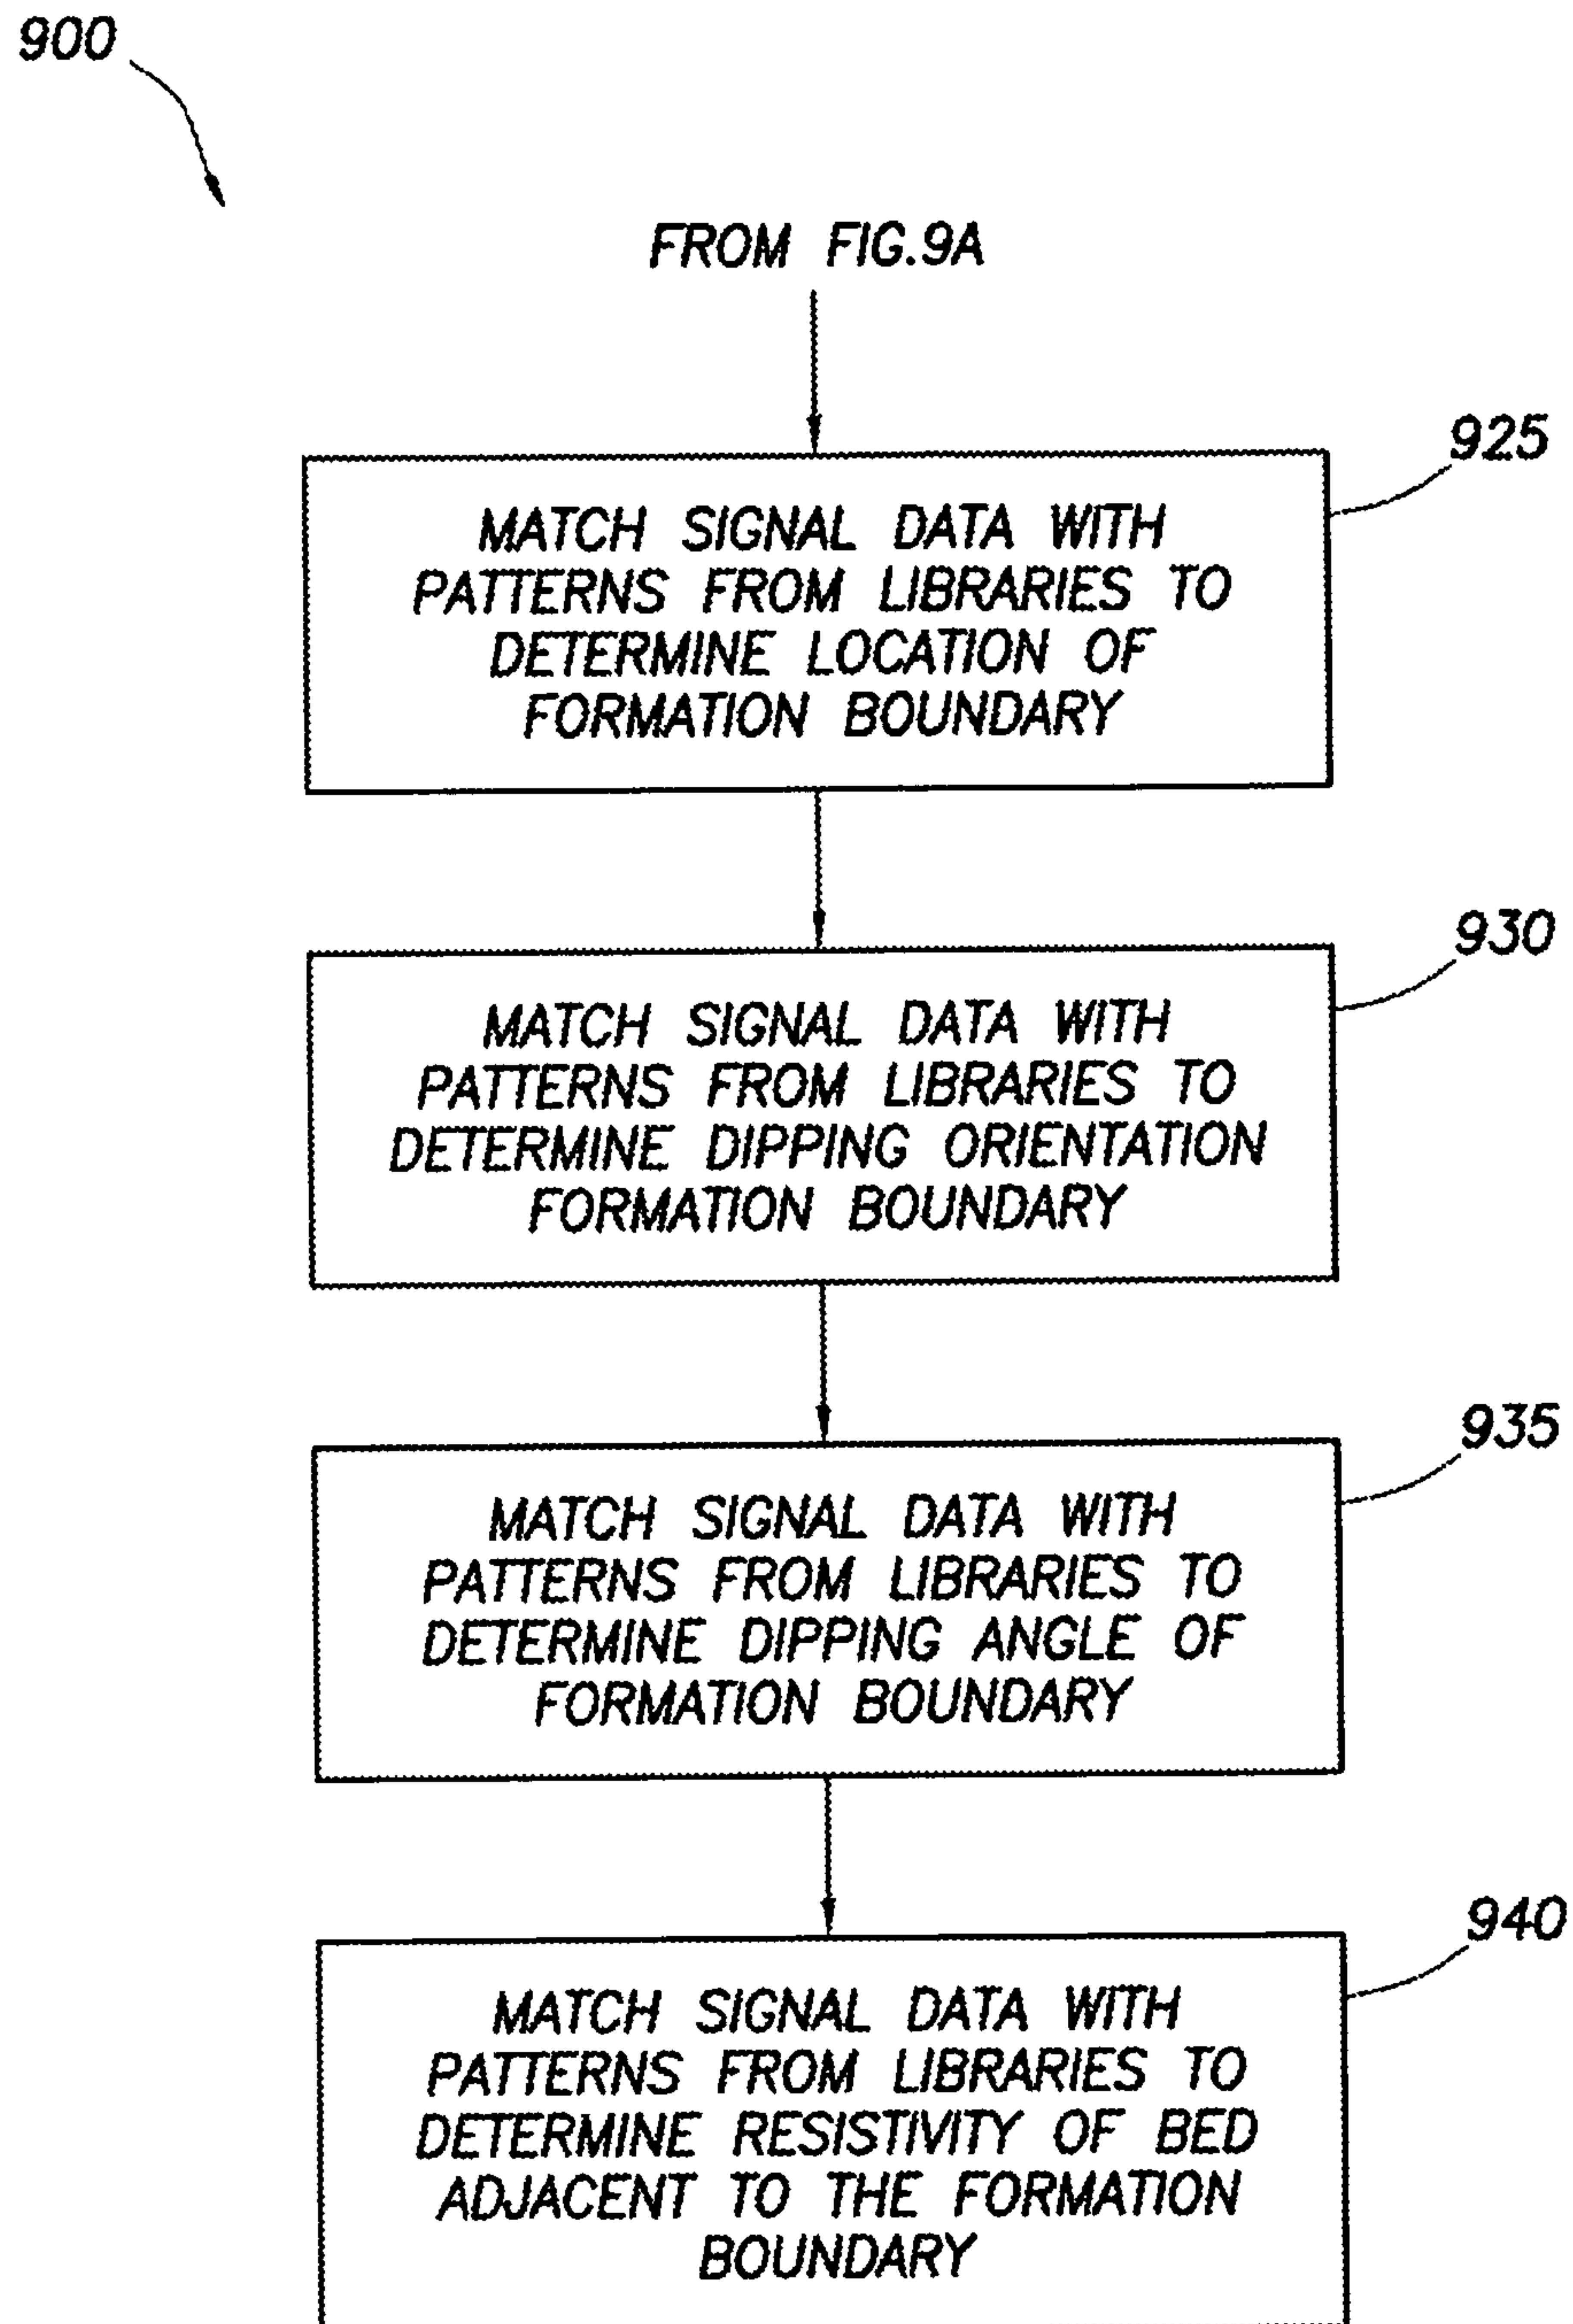 900
FROM FIG.9A
925
MATCH SIGNAL DATA WITH
PATTERNS FROM LIBRARIES TO
DETERMINE LOCATION OF
FORMATION BOUNDARY
930
MATCH SIGNAL DATA WITH
PATTERNS FROM LIBRARIES TO
DETERMINE DIPPING ORIENTATION
FORMATION BOUNDARY
935
MATCH SIGNAL DATA WITH
PATTERNS FROM LIBRARIES TO
DETERMINE DIPPING ANGLE OF
FORMATION BOUNDARY
940
MATCH SIGNAL DATA WITH
PATTERNS FROM LIBRARIES TO
DETERMINE RESISTIVITY OF BED
ADJACENT TO THE FORMATION
BOUNDARY